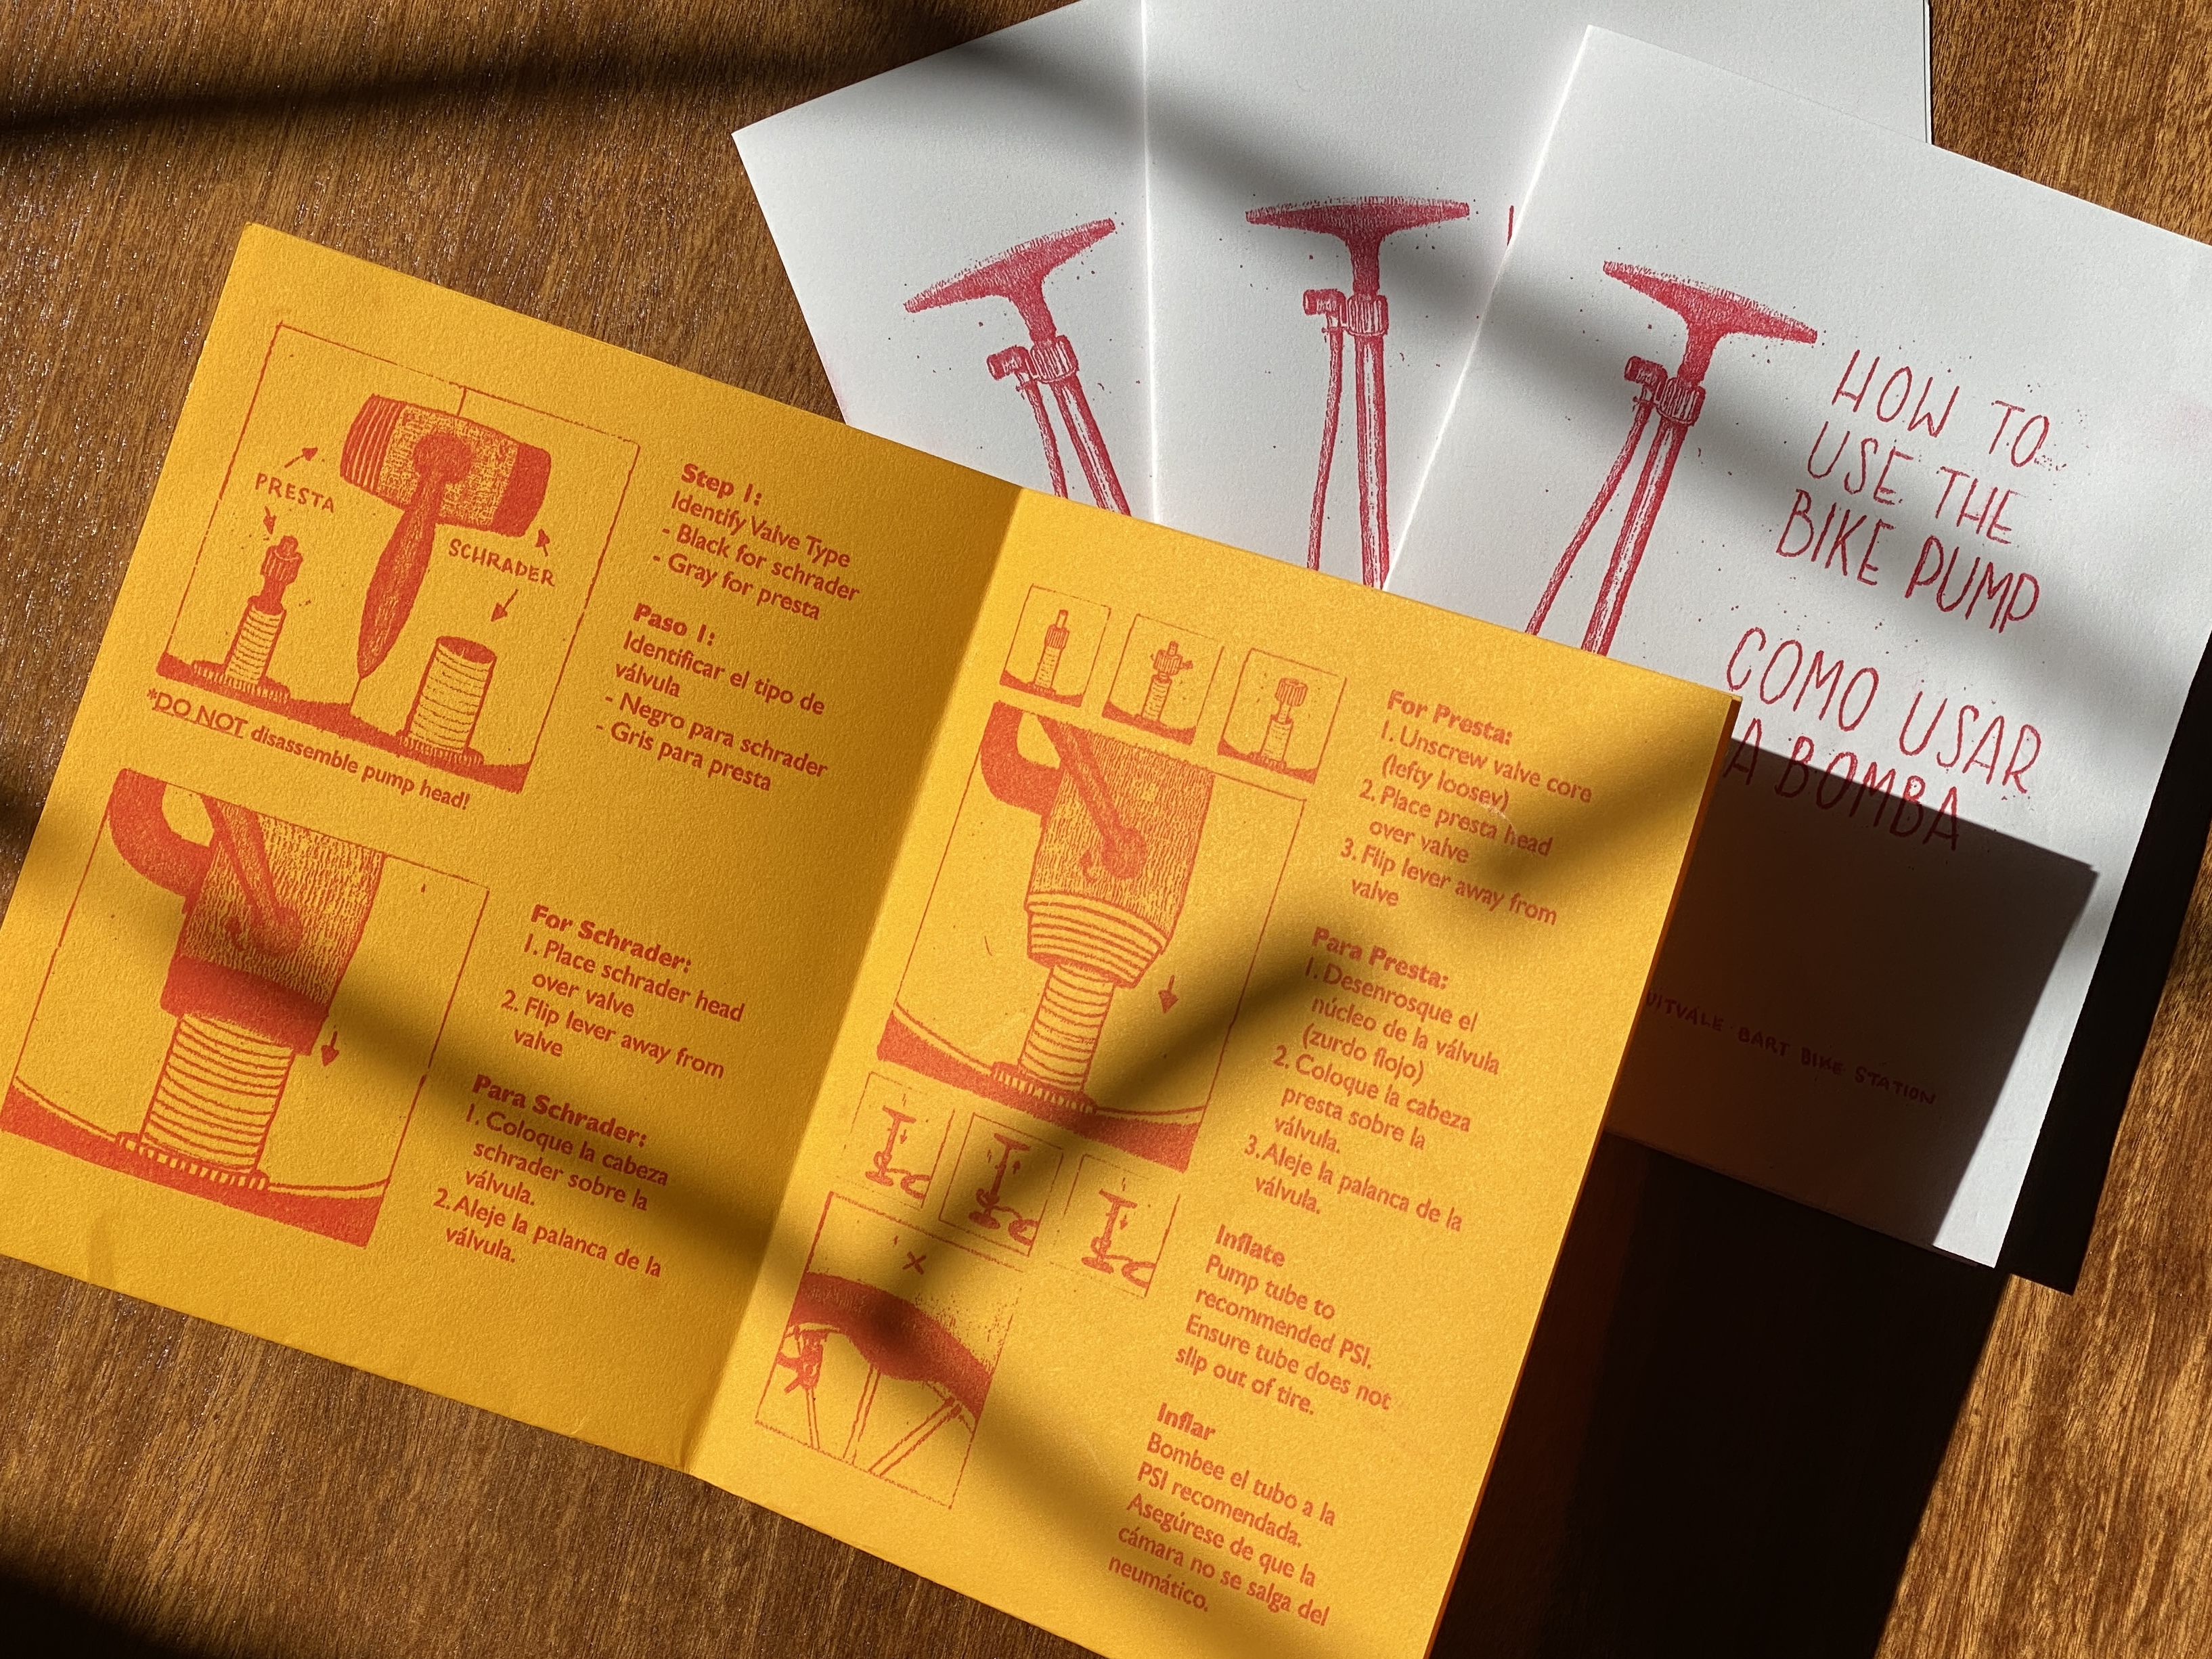 PRESTA
SCHRADER
*DO NOT disassemble pump head!
Step 1:
Identify Valve Type
- Black for schrader
- Gray for presta
Paso 1:
Identificar el tipo de
válvula
- Negro para schrader
- Gris para presta
For Schrader:
1. Place schrader head
over valve
2. Flip lever away from
valve
Para Schrader:
1. Coloque la cabeza
schrader sobre la
válvula.
2. Aleje la palanca de la
válvula.
For Presta:
1. Unscrew valve core
(lefty loosey)
2. Place presta head
over valve
3. Flip lever away from
valve
Para Presta:
1. Desenrosque el
núcleo de la válvula
(zurdo flojo)
2. Coloque la cabeza
presta sobre la
válvula.
3. Aleje la palanca de la
válvula.
Inflate
Pump tube to
recommended PSI.
Ensure tube does not
slip out of tire.
Inflar
Bombee el tubo a la
PSI recomendada.
Asegúrese de que la
cámara no se salga del
neumático.
HOW TO
USE THE
BIKE PUMP
COMO USAR
A BOMBA
BART BIKE STATION